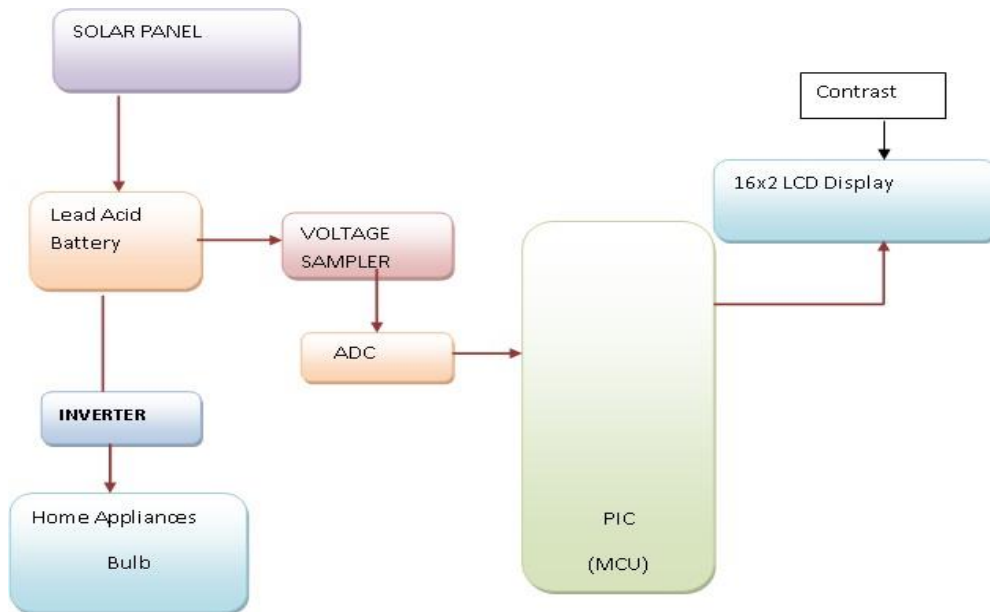 SOLAR PANEL
Contrast
16x2 LCD Display
Lead Acid
Battery
VOLTAGE
SAMPLER
ADC
INVERTER
Home Appliances
Bulb
PIC
(MCU)